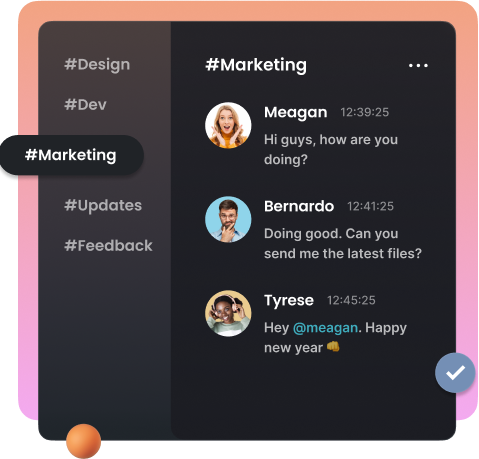 #Design
#Dev
#Marketing
#Updates
#Feedback
#Marketing
Meagan 12:39:25
Hi guys, how are you
doing?
Bernardo 12:41:25
Doing good. Can you
send me the latest files?
Tyrese 12:45:25
Hey @meagan. Happy
new year 👊